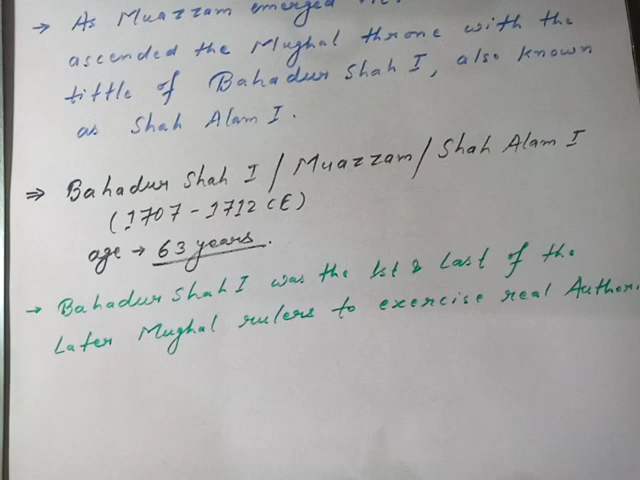 → As Muazzam emerged
ascended the Mughal throne with the
tittle of Bahadur Shah I, also known
as Shah Alam I.
⇒ Bahadur Shah I / Muazzam / Shah Alam I
(1707 - 1712 CE)
age → 63 years.
→ Bahadur Shah I was the 1st & Last of the
Later Mughal rulers to exercise real Author.